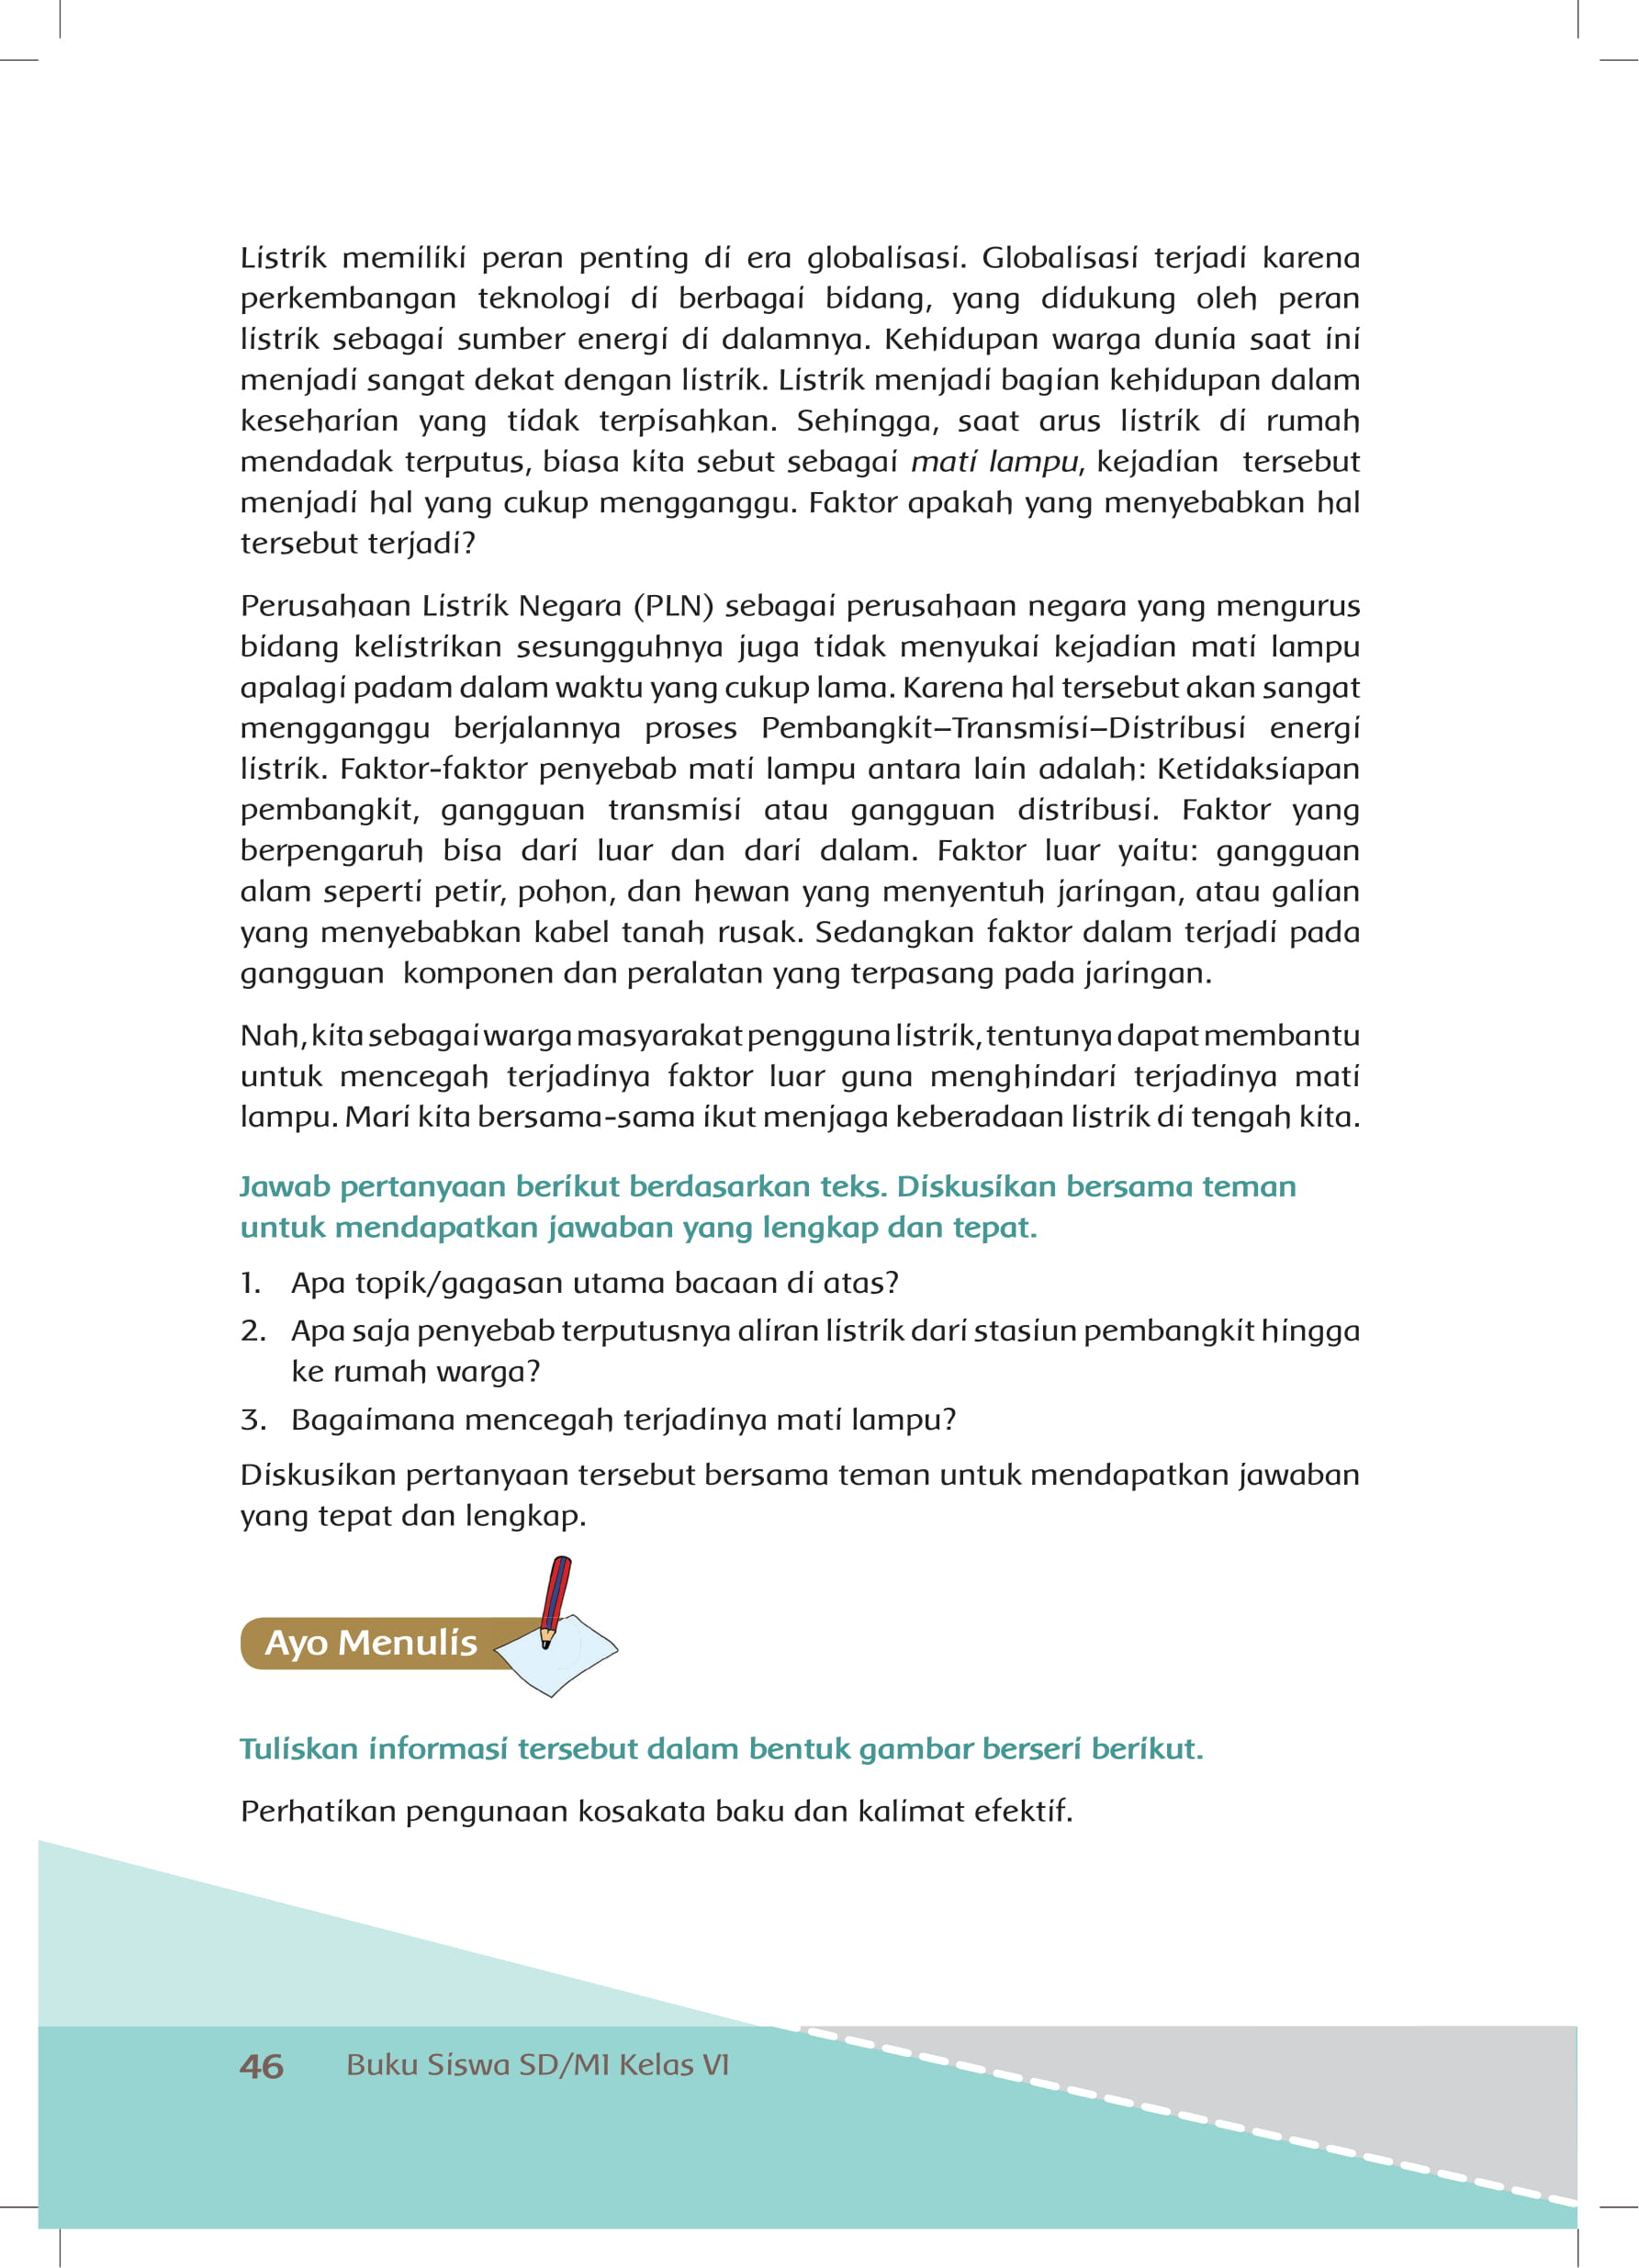 Listrik memiliki peran penting di era globalisasi. Globalisasi terjadi karena
perkembangan teknologi di berbagai bidang, yang didukung oleh peran
listrik sebagai sumber energi di dalamnya. Kehidupan warga dunia saat ini
menjadi sangat dekat dengan listrik. Listrik menjadi bagian kehidupan dalam
keseharian yang tidak terpisahkan. Sehingga, saat arus listrik di rumah
mendadak terputus, biasa kita sebut sebagai mati lampu, kejadian tersebut
menjadi hal yang cukup mengganggu. Faktor apakah yang menyebabkan hal
tersebut terjadi?
Perusahaan Listrik Negara (PLN) sebagai perusahaan negara yang mengurus
bidang kelistrikan sesungguhnya juga tidak menyukai kejadian mati lampu
apalagi padam dalam waktu yang cukup lama. Karena hal tersebut akan sangat
mengganggu berjalannya proses Pembangkit–Transmisi–Distribusi energi
listrik. Faktor-faktor penyebab mati lampu antara lain adalah: Ketidaksiapan
pembangkit, gangguan transmisi atau gangguan distribusi. Faktor yang
berpengaruh bisa dari luar dan dari dalam. Faktor luar yaitu: gangguan
alam seperti petir, pohon, dan hewan yang menyentuh jaringan, atau galian
yang menyebabkan kabel tanah rusak. Sedangkan faktor dalam terjadi pada
gangguan komponen dan peralatan yang terpasang pada jaringan.
Nah, kita sebagai warga masyarakat pengguna listrik, tentunya dapat membantu
untuk mencegah terjadinya faktor luar guna menghindari terjadinya mati
lampu. Mari kita bersama-sama ikut menjaga keberadaan listrik di tengah kita.
Jawab pertanyaan berikut berdasarkan teks. Diskusikan bersama teman
untuk mendapatkan jawaban yang lengkap dan tepat.
1. Apa topik/gagasan utama bacaan di atas?
2. Apa saja penyebab terputusnya aliran listrik dari stasiun pembangkit hingga
ke rumah warga?
3. Bagaimana mencegah terjadinya mati lampu?
Diskusikan pertanyaan tersebut bersama teman untuk mendapatkan jawaban
yang tepat dan lengkap.
Ayo Menulis
Tuliskan informasi tersebut dalam bentuk gambar berseri berikut.
Perhatikan pengunaan kosakata baku dan kalimat efektif.
46 Buku Siswa SD/MI Kelas VI